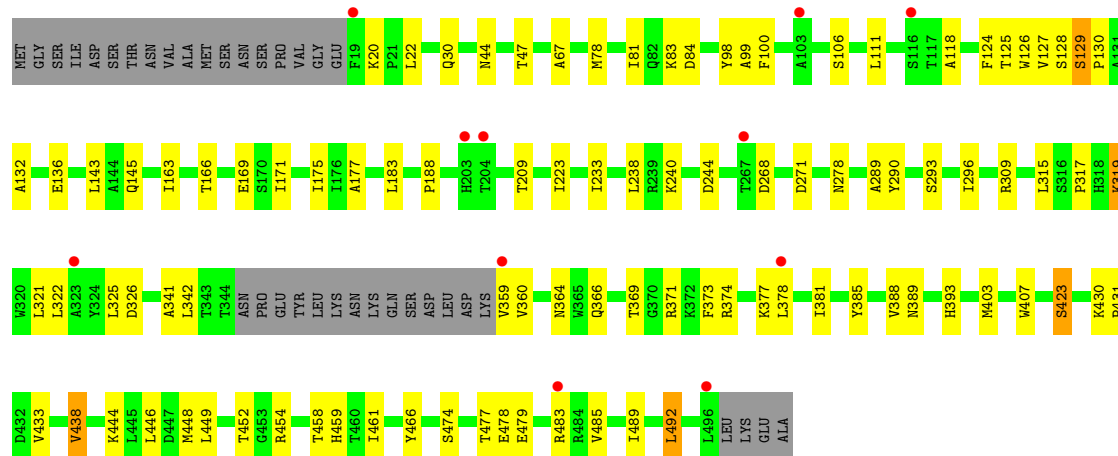 MET GLY SER ILE ASP SER THR ASN VAL ALA MET SER ASN SER PRO VAL GLY GLU F19 K20 P21 L22 Q30 N44 T47 A67 M78 I81 Q82 K83 D84 Y98 A99 F100 A103 S106 L111 S116 T117 A118 F124 T125 W126 V127 S128 S129 P130 A131
A132 E136 L143 A144 Q145 I163 T166 E169 S170 I171 I175 I176 A177 L183 P188 H203 T204 T209 I223 I233 L238 R239 K240 D244 T267 D268 D271 N278 A289 Y290 S293 I296 R309 L315 S316 P317 H318 K319
W320 L321 L322 A323 Y324 L325 D326 A341 L342 T343 T344 ASN PRO GLU TYR LEU LYS ASN LYS GLN SER ASP LEU ASP LYS V359 V360 N364 W365 Q366 T369 G370 R371 K372 F373 R374 K377 L378 I381 Y385 V388 N389 H393 M403 W407 S423 K430
D432 V433 V438 K444 L445 L446 D447 M448 L449 T452 G453 R454 T458 H459 T460 I461 Y466 S474 T477 E478 E479 R483 R484 V485 I489 L492 L496 LEU LYS GLU ALA